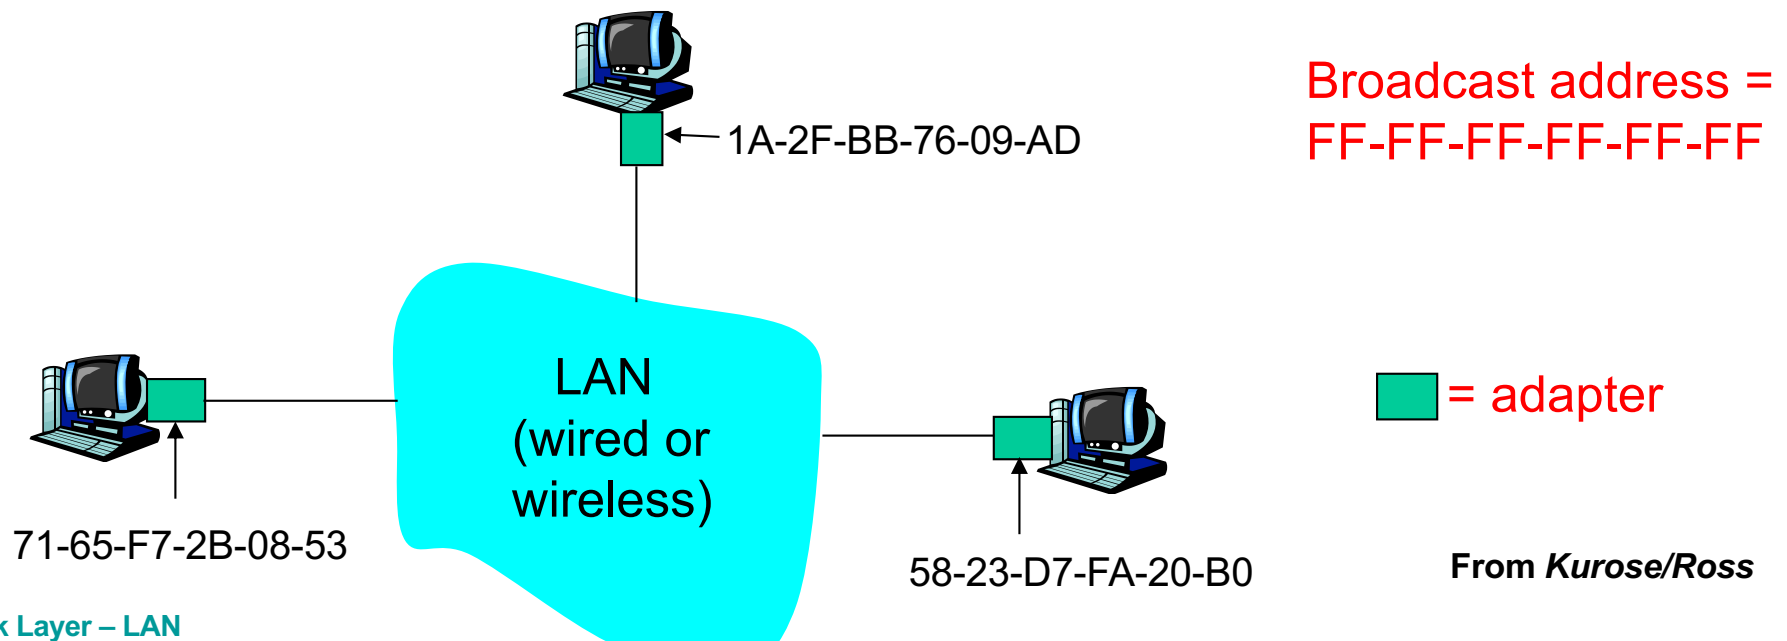 1A-2F-BB-76-09-AD
Broadcast address =
FF-FF-FF-FF-FF-FF
LAN
(wired or
wireless)
= adapter
71-65-F7-2B-08-53
58-23-D7-FA-20-B0
From Kurose/Ross
Layer – LAN